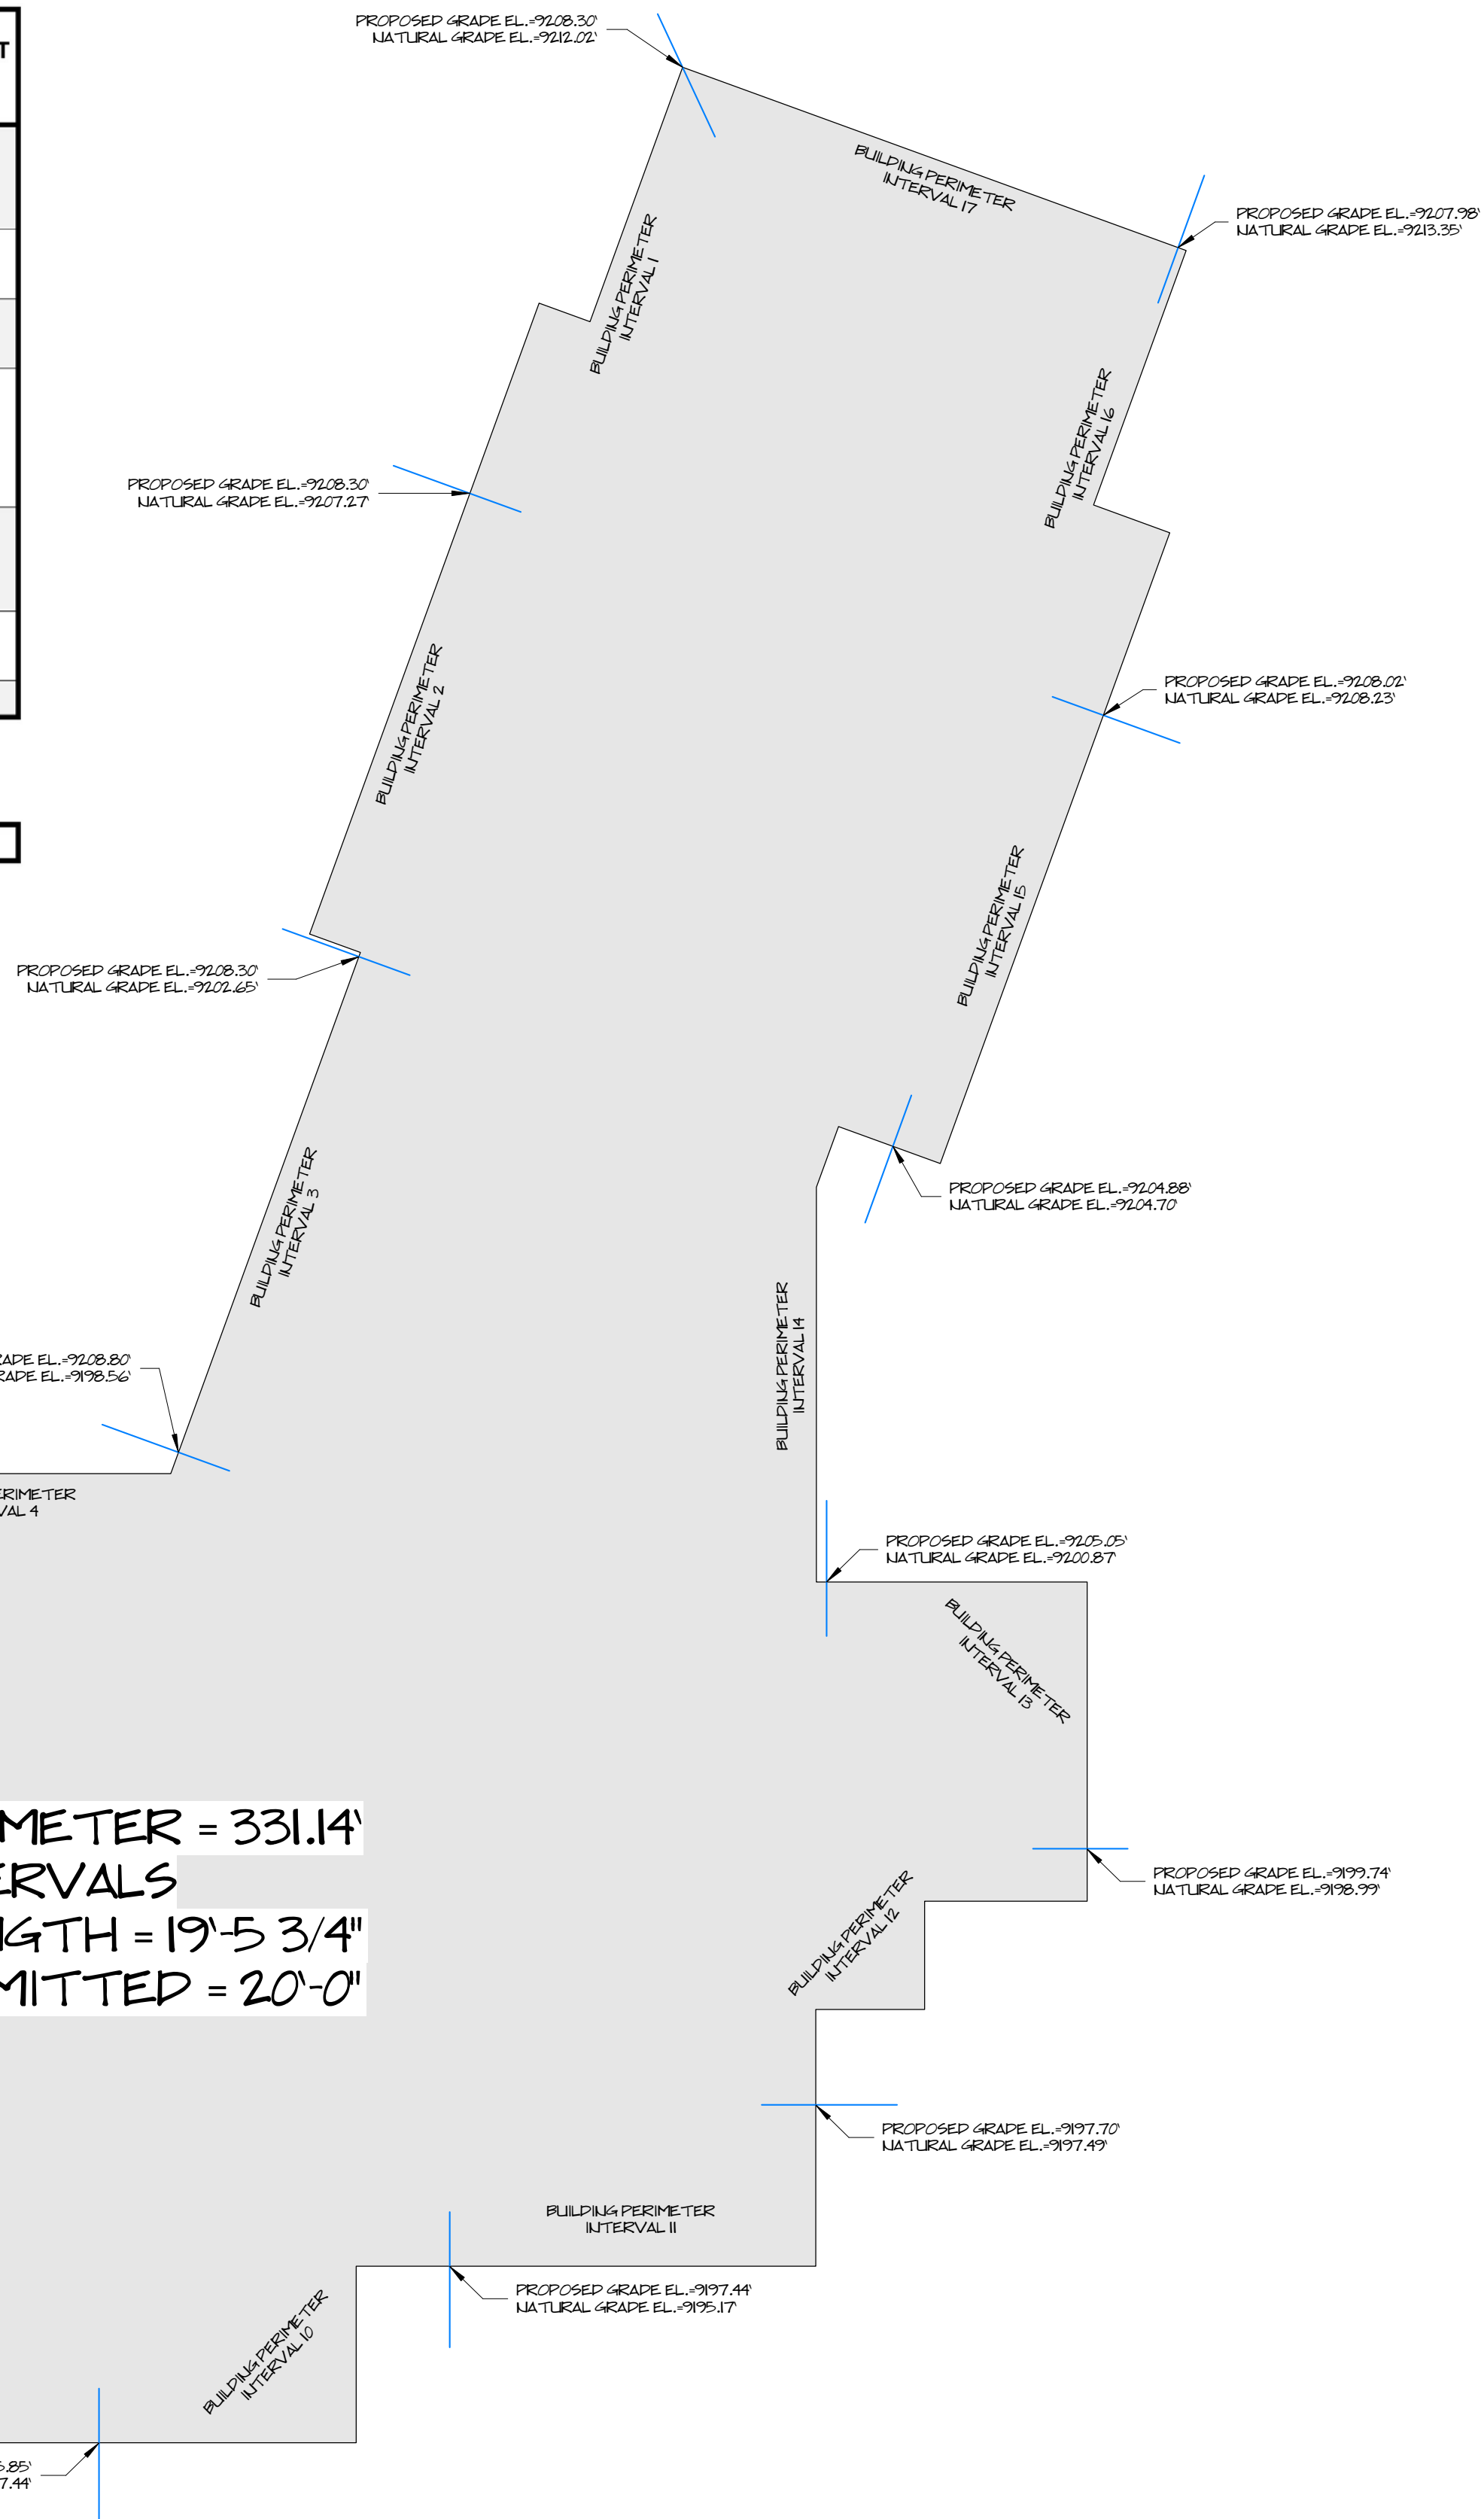 T
PROPOSED GRADE EL.=9208.30'
NATURAL GRADE EL.=9212.02'
BUILDING PERIMETER
INTERVAL 17
PROPOSED GRADE EL.=9207.98'
NATURAL GRADE EL.=9213.35'
BUILDING PERIMETER
INTERVAL 1
BUILDING PERIMETER
INTERVAL 16
PROPOSED GRADE EL.=9208.30'
NATURAL GRADE EL.=9207.27'
PROPOSED GRADE EL.=9208.02'
NATURAL GRADE EL.=9208.23'
BUILDING PERIMETER
INTERVAL 2
BUILDING PERIMETER
INTERVAL 15
PROPOSED GRADE EL.=9208.30'
NATURAL GRADE EL.=9202.65'
PROPOSED GRADE EL.=9204.88'
NATURAL GRADE EL.=9204.70'
BUILDING PERIMETER
INTERVAL 3
BUILDING PERIMETER
INTERVAL 14
RADE EL.=9208.80'
RADE EL.=9198.56'
ERIMETER
VAL 4
PROPOSED GRADE EL.=9205.05'
NATURAL GRADE EL.=9200.87'
BUILDING PERIMETER
INTERVAL 13
METER = 331.14'
ERVALS
NGTH = 19'-5 3/4"
MITTED = 20'-0"
PROPOSED GRADE EL.=9199.74'
NATURAL GRADE EL.=9198.99'
BUILDING PERIMETER
INTERVAL 12
PROPOSED GRADE EL.=9197.70'
NATURAL GRADE EL.=9197.49'
BUILDING PERIMETER
INTERVAL 11
PROPOSED GRADE EL.=9197.44'
NATURAL GRADE EL.=9195.17'
BUILDING PERIMETER
INTERVAL 10
.85'
7.44'